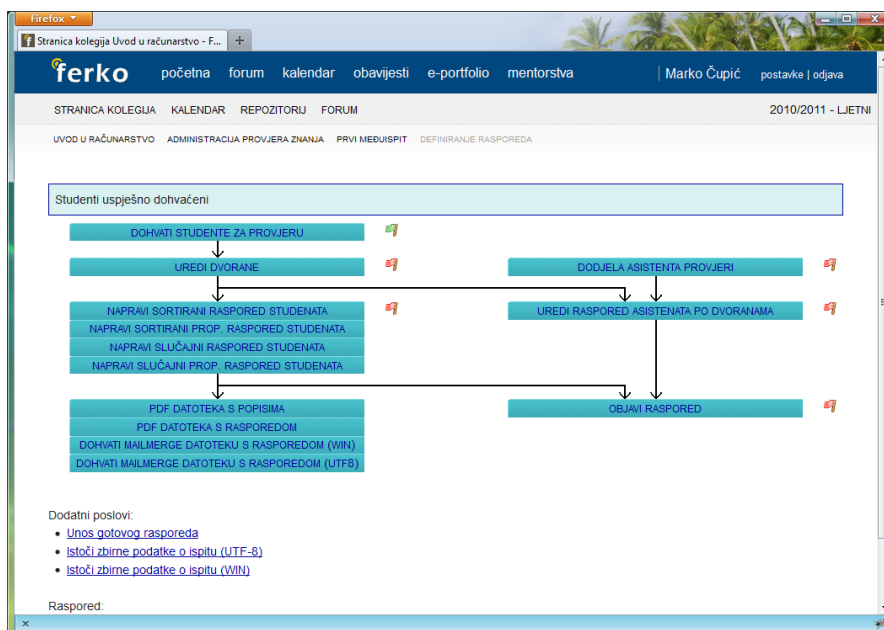 Firefox
Stranica kolegija Uvod u računarstvo - F...
ferko početna forum kalendar obavijesti e-portfolio mentorstva | Marko Čupić postavke | odjava
STRANICA KOLEGIJA KALENDAR REPOZITORIJ FORUM 2010/2011 - LJETNI
UVOD U RAČUNARSTVO ADMINISTRACIJA PROVJERA ZNANJA PRVI MEĐUISPIT DEFINIRANJE RASPOREDA
Studenti uspješno dohvaćeni
DOHVATI STUDENTE ZA PROVJERU
UREDI DVORANE DODJELA ASISTENTA PROVJERI
NAPRAVI SORTIRANI RASPORED STUDENATA UREDI RASPORED ASISTENATA PO DVORANAMA
NAPRAVI SORTIRANI PROP. RASPORED STUDENATA
NAPRAVI SLUČAJNI RASPORED STUDENATA
NAPRAVI SLUČAJNI PROP. RASPORED STUDENATA
PDF DATOTEKA S POPISIMA OBJAVI RASPORED
PDF DATOTEKA S RASPOREDOM
DOHVATI MAILMERGE DATOTEKU S RASPOREDOM (WIN)
DOHVATI MAILMERGE DATOTEKU S RASPOREDOM (UTF8)
Dodatni poslovi:
• Unos gotovog rasporeda
• Istoči zbirne podatke o ispitu (UTF-8)
• Istoči zbirne podatke o ispitu (WIN)
Raspored: